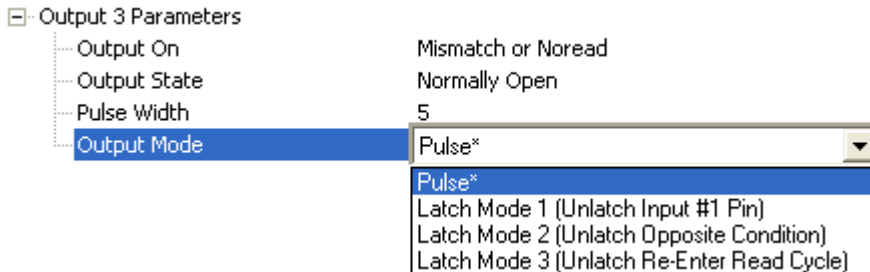 Output 3 Parameters
Output On Mismatch or Noread
Output State Normally Open
Pulse Width 5
Output Mode Pulse*
Pulse*
Latch Mode 1 (Unlatch Input #1 Pin)
Latch Mode 2 (Unlatch Opposite Condition)
Latch Mode 3 (Unlatch Re-Enter Read Cycle)